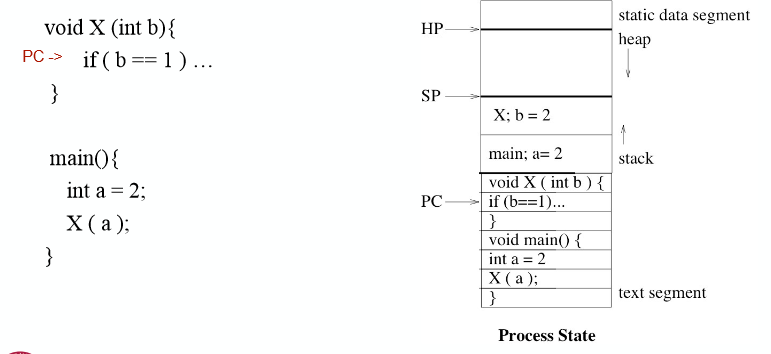 void X (int b){
PC -> if ( b == 1 ) ...
}
main(){
int a = 2;
X ( a );
}
static data segment
HP
heap
SP
X; b = 2
main; a= 2
stack
void X ( int b ) {
PC
if (b==1)...
}
void main() {
int a = 2
X ( a );
}
text segment
Process State